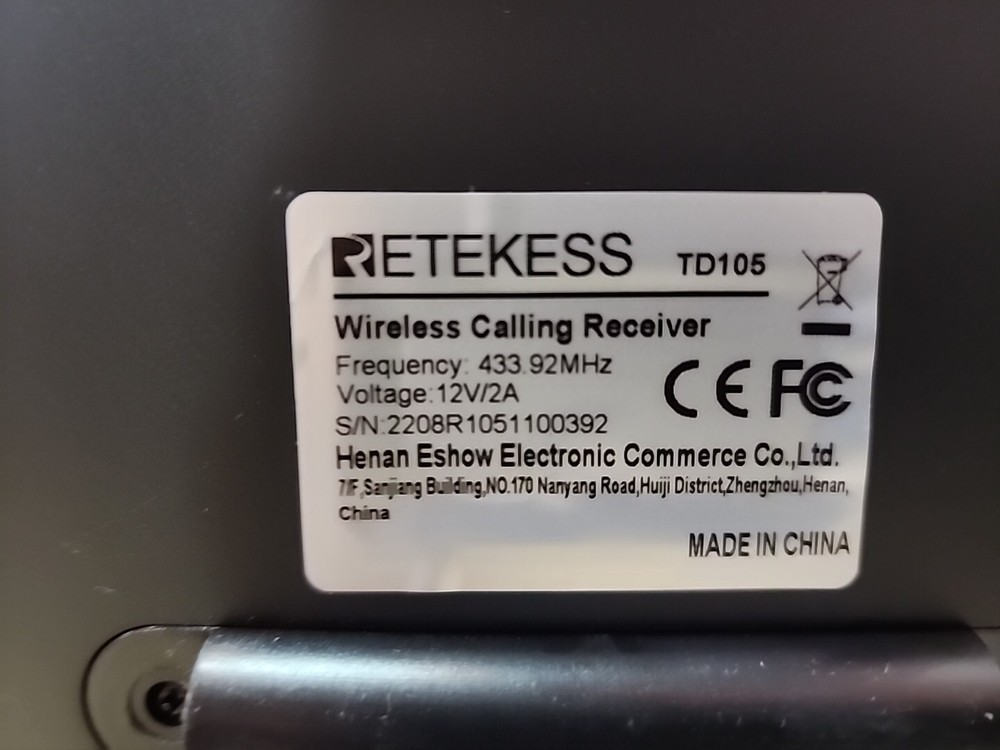 RETEKESS TD105
Wireless Calling Receiver
Frequency: 433.92MHz
Voltage:12V/2A
S/N:2208R1051100392
CE FC
Henan Eshow Electronic Commerce Co.,Ltd.
7/F,Sanjiang Building,NO.170 Nanyang Road,Huiji District,Zhengzhou,Henan,
China
MADE IN CHINA